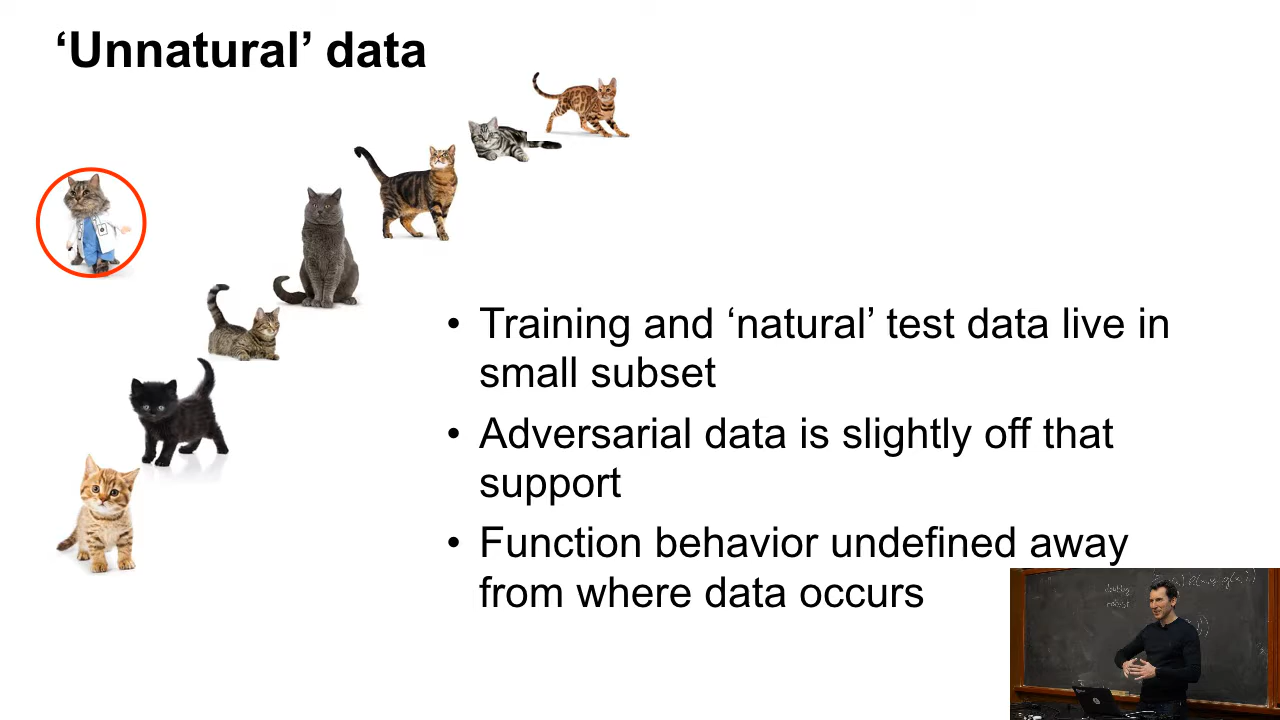 ‘Unnatural’ data
• Training and ‘natural’ test data live in
small subset
• Adversarial data is slightly off that
support
• Function behavior undefined away
from where data occurs